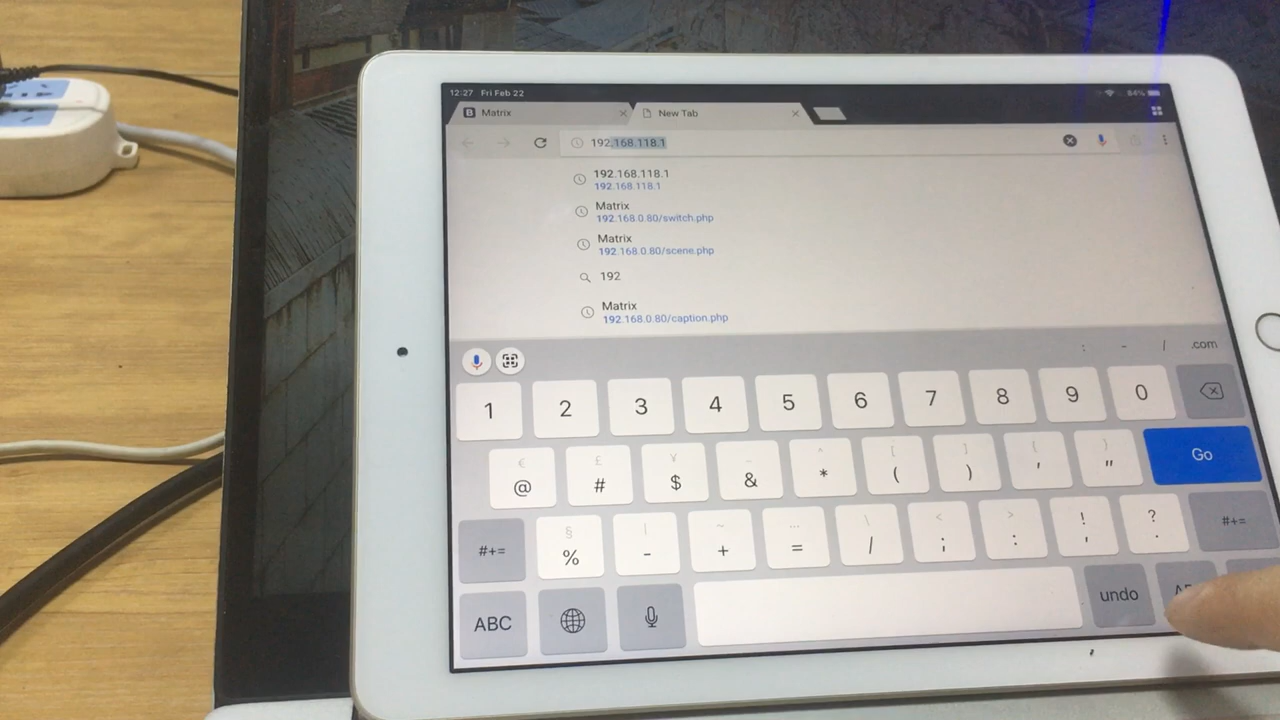 12:27 Fri Feb 22
84%
B Matrix
New Tab
192.168.118.1
192.168.118.1
192.168.118.1
Matrix
192.168.0.80/switch.php
Matrix
192.168.0.80/scene.php
192
Matrix
192.168.0.80/caption.php
: - / .com
1 2 3 4 5 6 7 8 9 0
€ £ ¥ _ ^ [ ] { }
@ # $ & * ( ) ' "
Go
§ | ~ … \ < > ! ?
#+= % - + = / ; : , . #+=
ABC undo